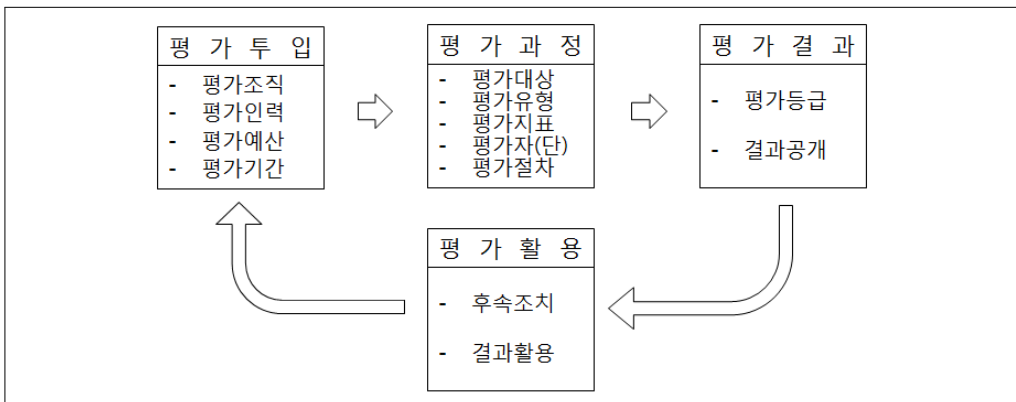 평 가 투 입
- 평가조직
- 평가인력
- 평가예산
- 평가기간
평 가 과 정
- 평가대상
- 평가유형
- 평가지표
- 평가자(단)
- 평가절차
평 가 결 과
- 평가등급
- 결과공개
평 가 활 용
- 후속조치
- 결과활용